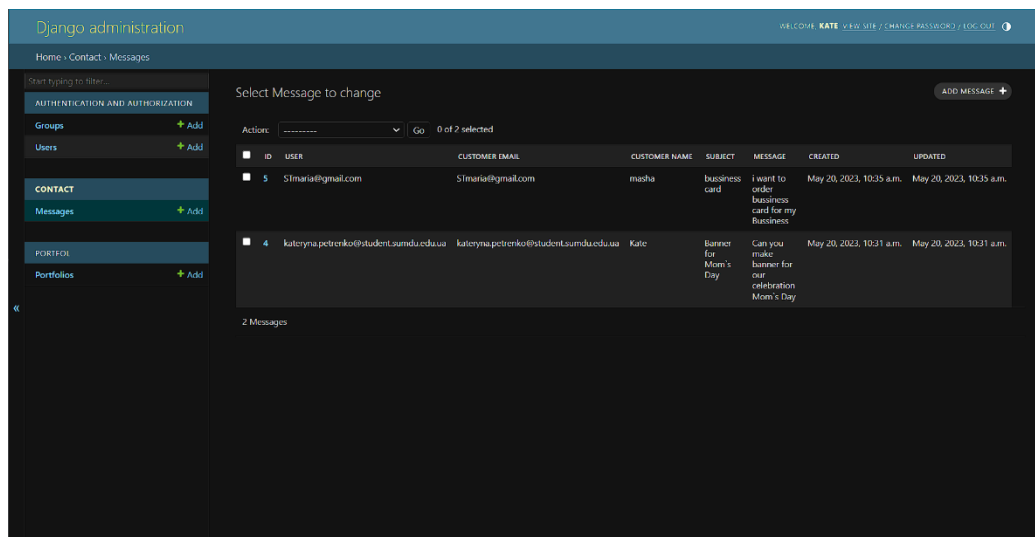 Django administration
WELCOME, KATE. VIEW SITE / CHANGE PASSWORD / LOG OUT
Home › Contact › Messages
Start typing to filter...
AUTHENTICATION AND AUTHORIZATION
Groups + Add
Users + Add
CONTACT
Messages + Add
PORTFOL
Portfolios + Add
«
Select Message to change
ADD MESSAGE +
Action: --------- Go 0 of 2 selected
ID USER CUSTOMER EMAIL CUSTOMER NAME SUBJECT MESSAGE CREATED UPDATED
5 STmaria@gmail.com STmaria@gmail.com masha bussiness i want to May 20, 2023, 10:35 a.m. May 20, 2023, 10:35 a.m.
card order
bussiness
card for my
Bussiness
4 kateryna.petrenko@student.sumdu.edu.ua kateryna.petrenko@student.sumdu.edu.ua Kate Banner Can you May 20, 2023, 10:31 a.m. May 20, 2023, 10:31 a.m.
for make
Mom`s banner for
Day our
celebration
Mom`s Day
2 Messages